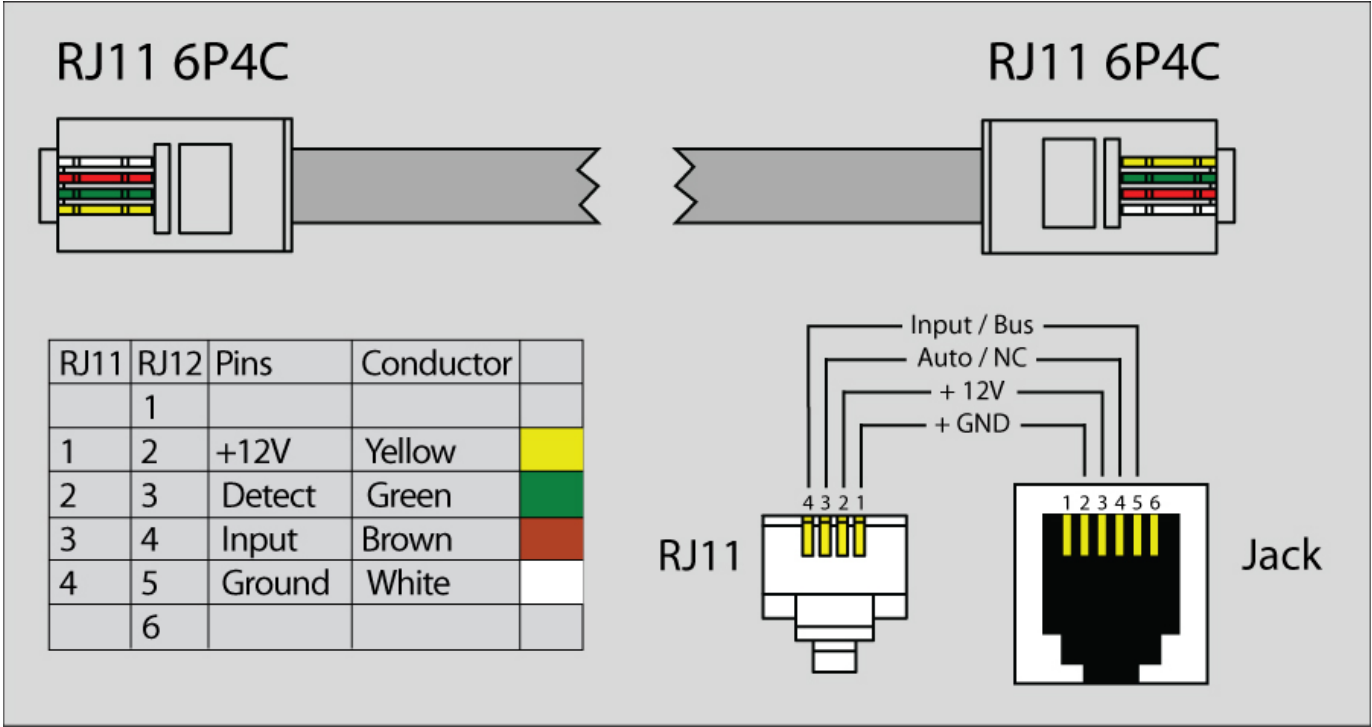 RJ11 6P4C
RJ11 6P4C
RJ11 RJ12 Pins Conductor
1
1 2 +12V Yellow
2 3 Detect Green
3 4 Input Brown
4 5 Ground White
6
Input / Bus
Auto / NC
+ 12V
+ GND
4 3 2 1
1 2 3 4 5 6
RJ11
Jack